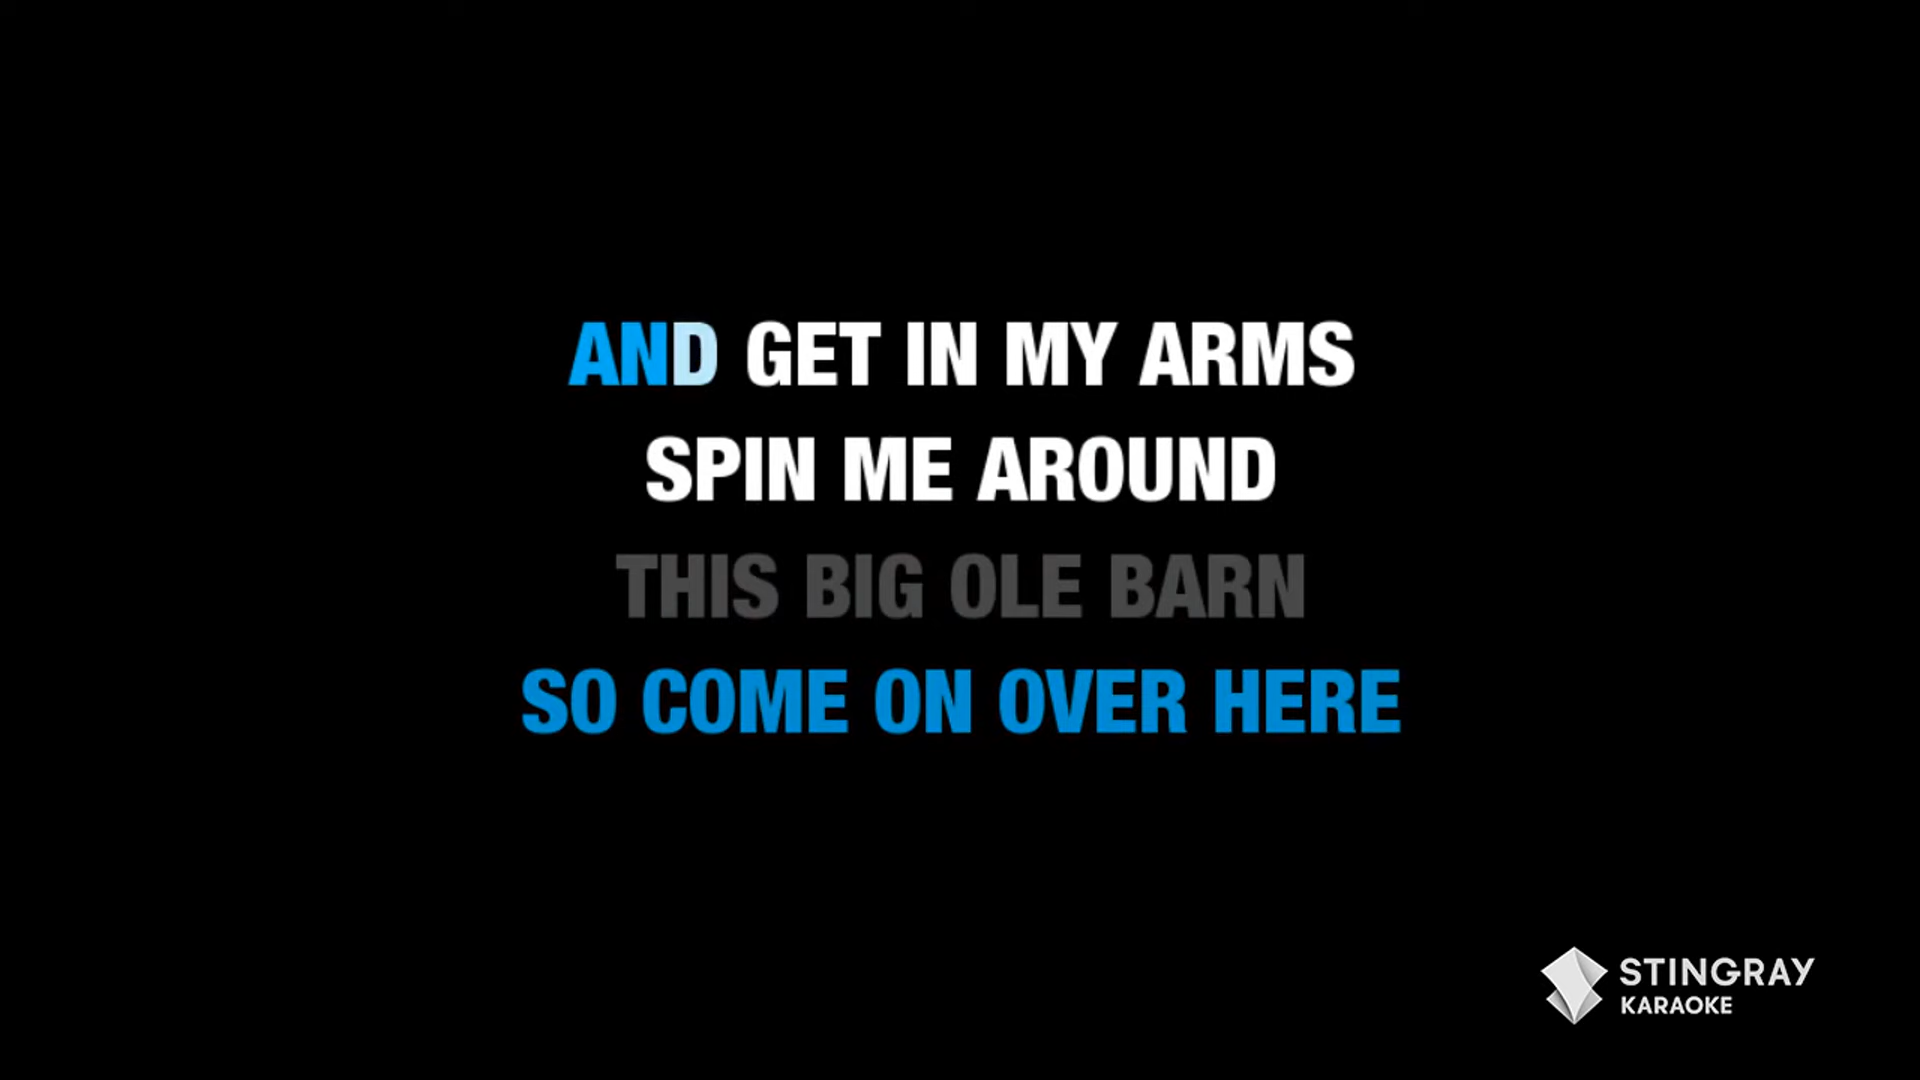 AND GET IN MY ARMS
SPIN ME AROUND
THIS BIG OLE BARN
SO COME ON OVER HERE
STINGRAY
KARAOKE